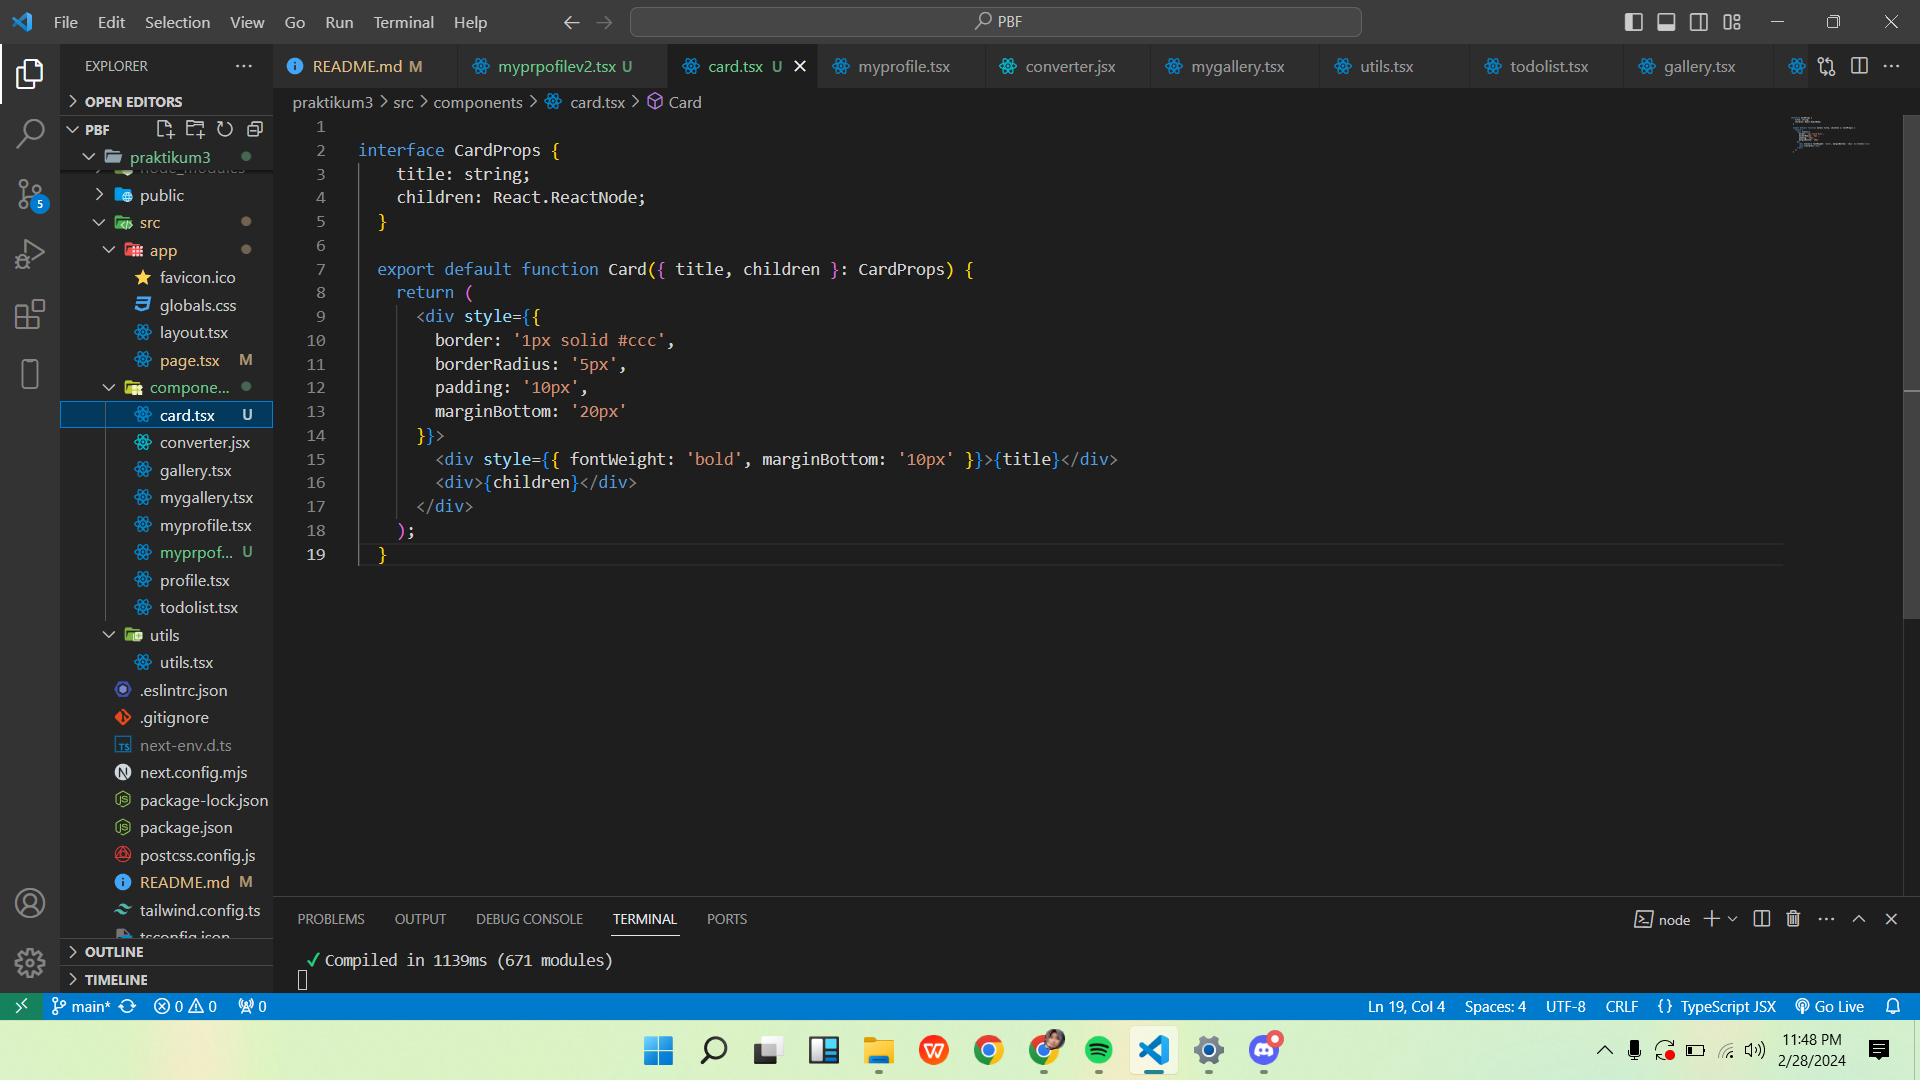 File Edit Selection View Go Run Terminal Help
PBF
EXPLORER
README.md M
myprpofilev2.tsx U
card.tsx U
myprofile.tsx
converter.jsx
mygallery.tsx
utils.tsx
todolist.tsx
gallery.tsx
praktikum3 > src > components > card.tsx > Card
OPEN EDITORS
PBF
praktikum3
node_modules
public
src
app
favicon.ico
globals.css
layout.tsx
page.tsx M
compone...
card.tsx U
converter.jsx
gallery.tsx
mygallery.tsx
myprofile.tsx
myprpof... U
profile.tsx
todolist.tsx
utils
utils.tsx
.eslintrc.json
.gitignore
next-env.d.ts
next.config.mjs
package-lock.json
package.json
postcss.config.js
README.md M
tailwind.config.ts
tsconfig.json
OUTLINE
TIMELINE
1
2 interface CardProps {
3 title: string;
4 children: React.ReactNode;
5 }
6
7 export default function Card({ title, children }: CardProps) {
8 return (
9 <div style={{
10 border: '1px solid #ccc',
11 borderRadius: '5px',
12 padding: '10px',
13 marginBottom: '20px'
14 }}>
15 <div style={{ fontWeight: 'bold', marginBottom: '10px' }}>{title}</div>
16 <div>{children}</div>
17 </div>
18 );
19 }
PROBLEMS OUTPUT DEBUG CONSOLE TERMINAL PORTS
node
✓ Compiled in 1139ms (671 modules)
5
main* 0 0 0
Ln 19, Col 4 Spaces: 4 UTF-8 CRLF {} TypeScript JSX Go Live
11:48 PM
2/28/2024